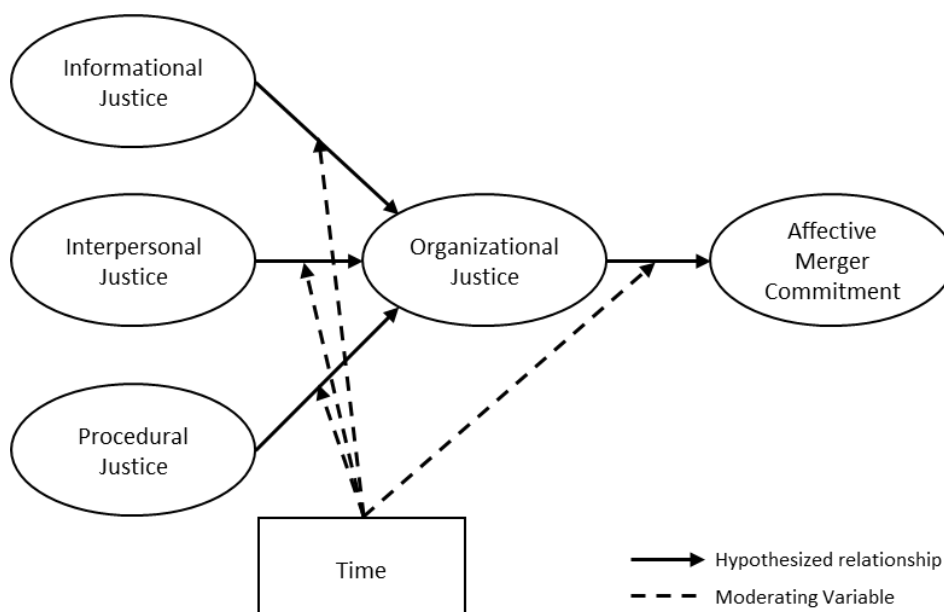 Informational
Justice
Interpersonal
Justice
Organizational
Justice
Affective
Merger
Commitment
Procedural
Justice
Time
Hypothesized relationship
Moderating Variable